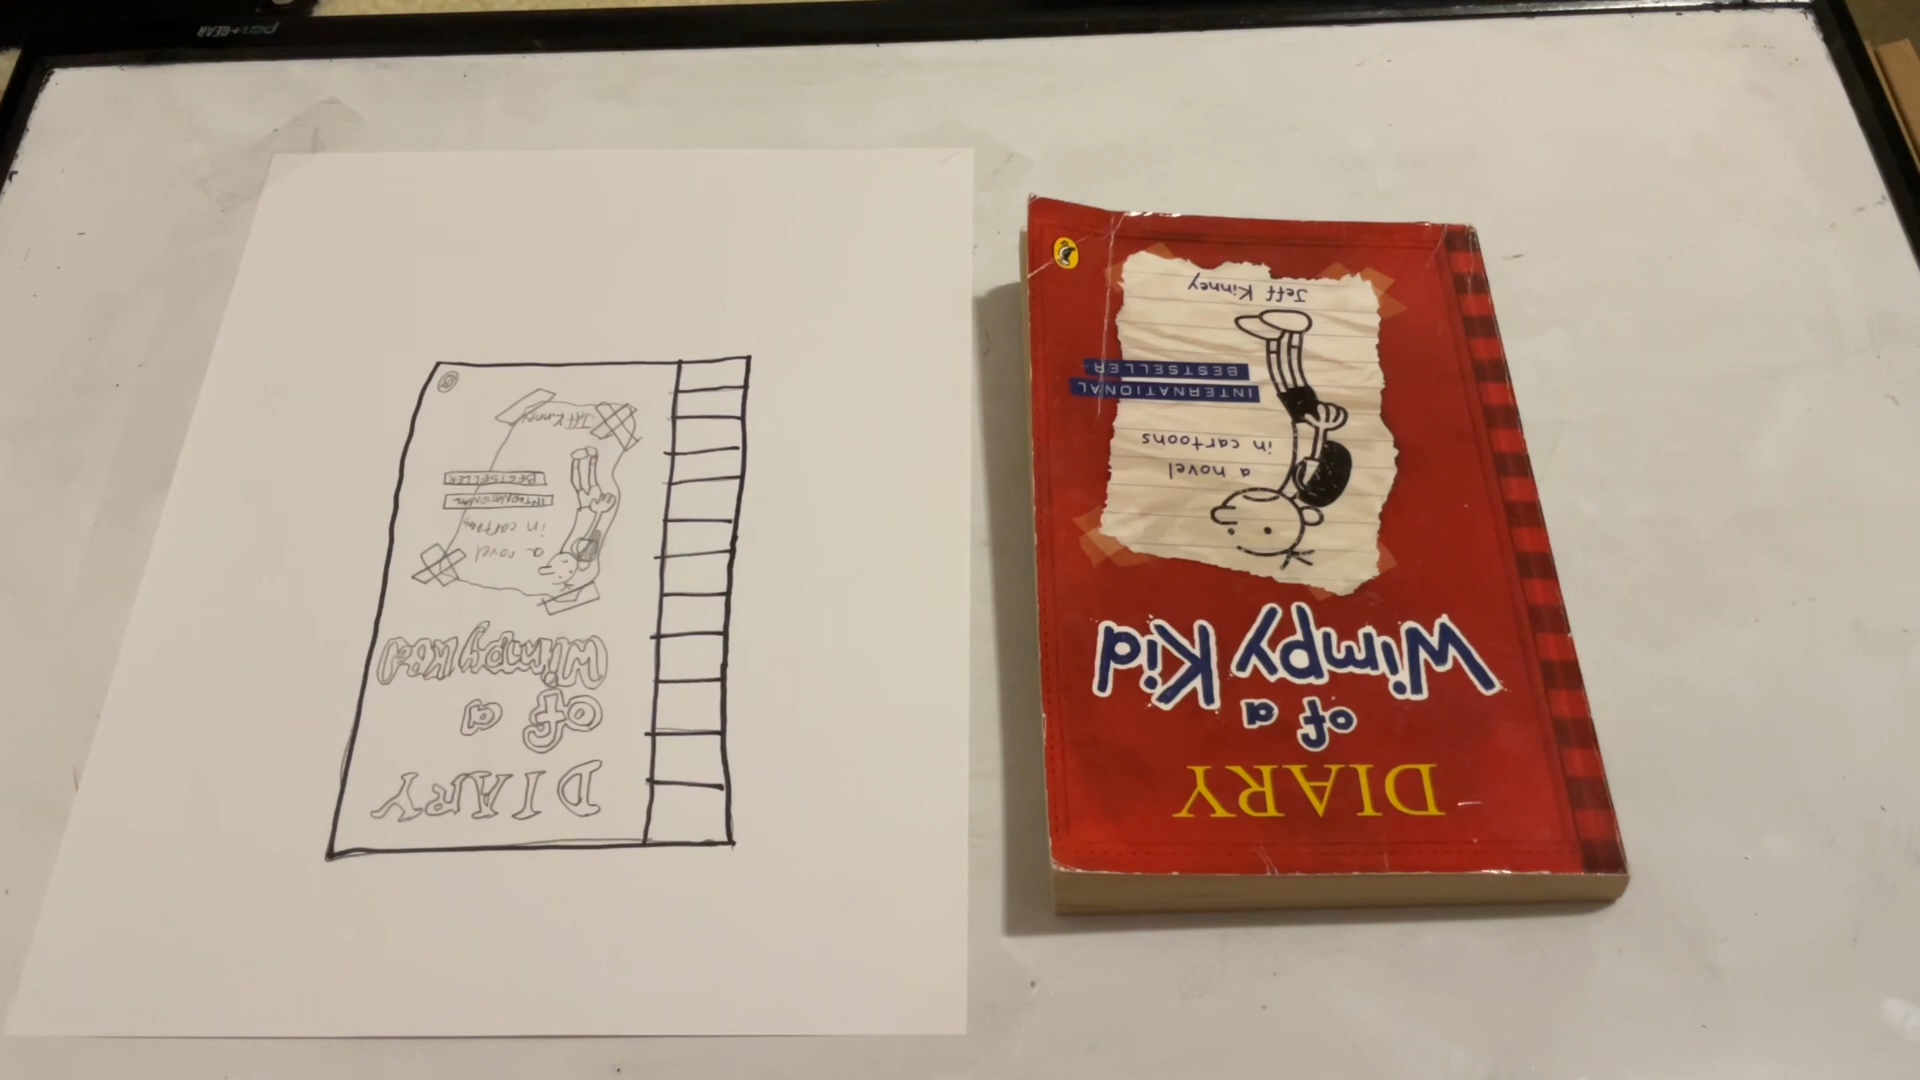 DIARY
of a
Wimpy Kid
a novel
in cartoons
INTERNATIONAL
BESTSELLER
Jeff Kinney
DIARY
of a
Wimpy Kid
a novel
in cartoons
INTERNATIONAL
BESTSELLER
Jeff Kinney